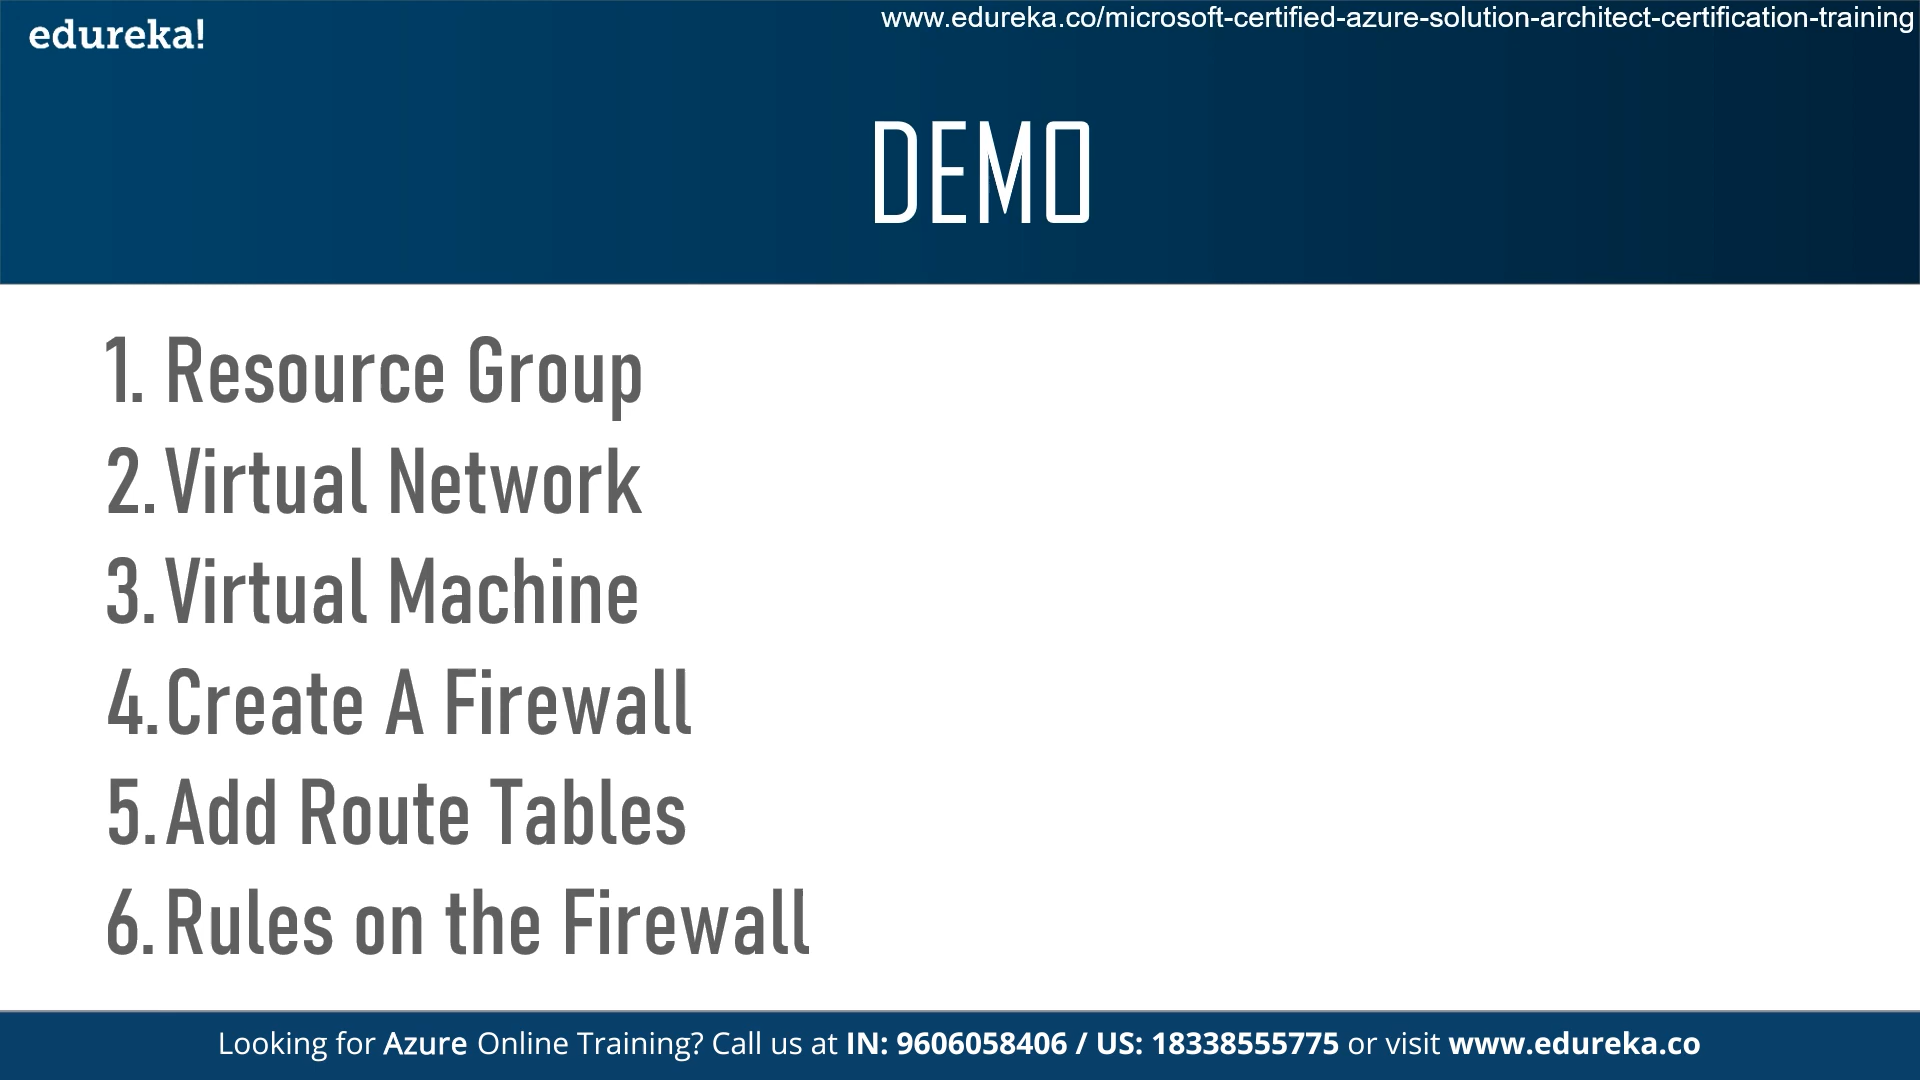 edureka!
www.edureka.co/microsoft-certified-azure-solution-architect-certification-training
DEMO
1. Resource Group
2. Virtual Network
3. Virtual Machine
4. Create A Firewall
5. Add Route Tables
6. Rules on the Firewall
Looking for Azure Online Training? Call us at IN: 9606058406 / US: 18338555775 or visit www.edureka.co